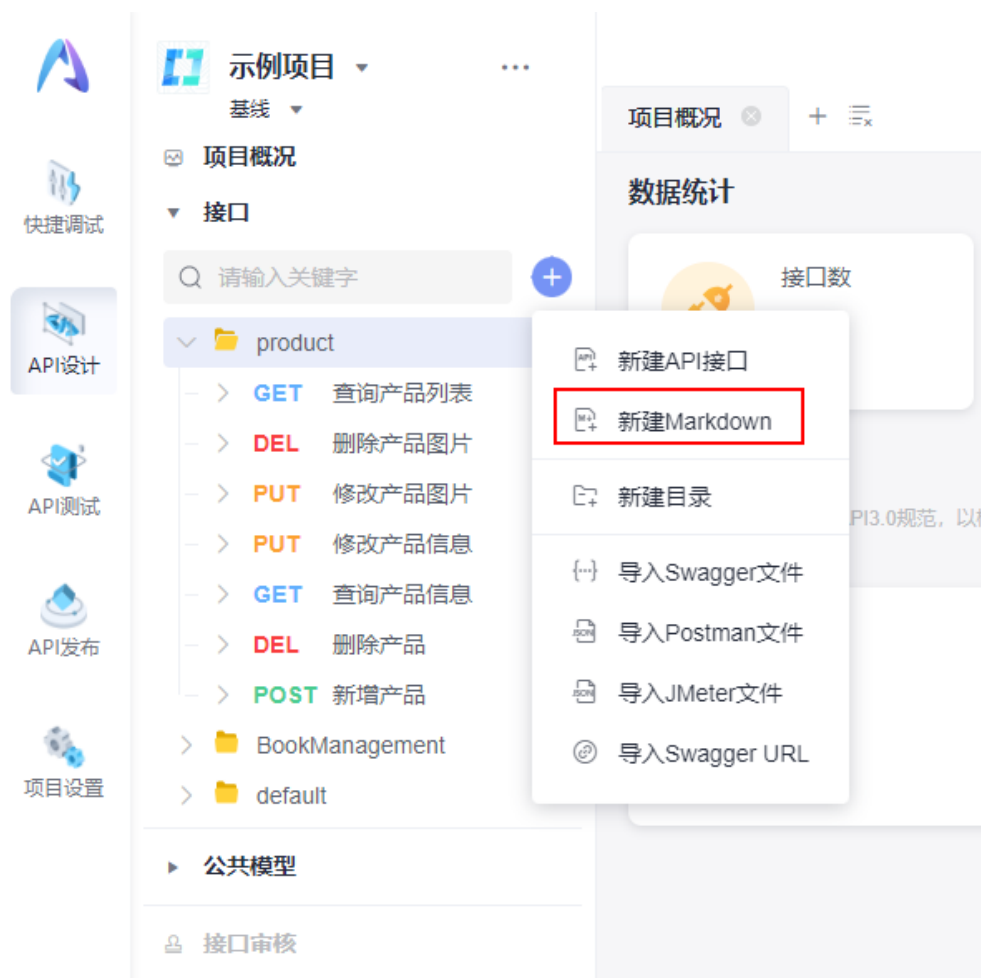 快捷调试
API设计
API测试
API发布
项目设置
示例项目
基线
项目概况
接口
请输入关键字
product
GET 查询产品列表
DEL 删除产品图片
PUT 修改产品图片
PUT 修改产品信息
GET 查询产品信息
DEL 删除产品
POST 新增产品
BookManagement
default
公共模型
接口审核
项目概况
数据统计
接口数
新建API接口
新建Markdown
新建目录
导入Swagger文件
导入Postman文件
导入JMeter文件
导入Swagger URL
PI3.0规范，以